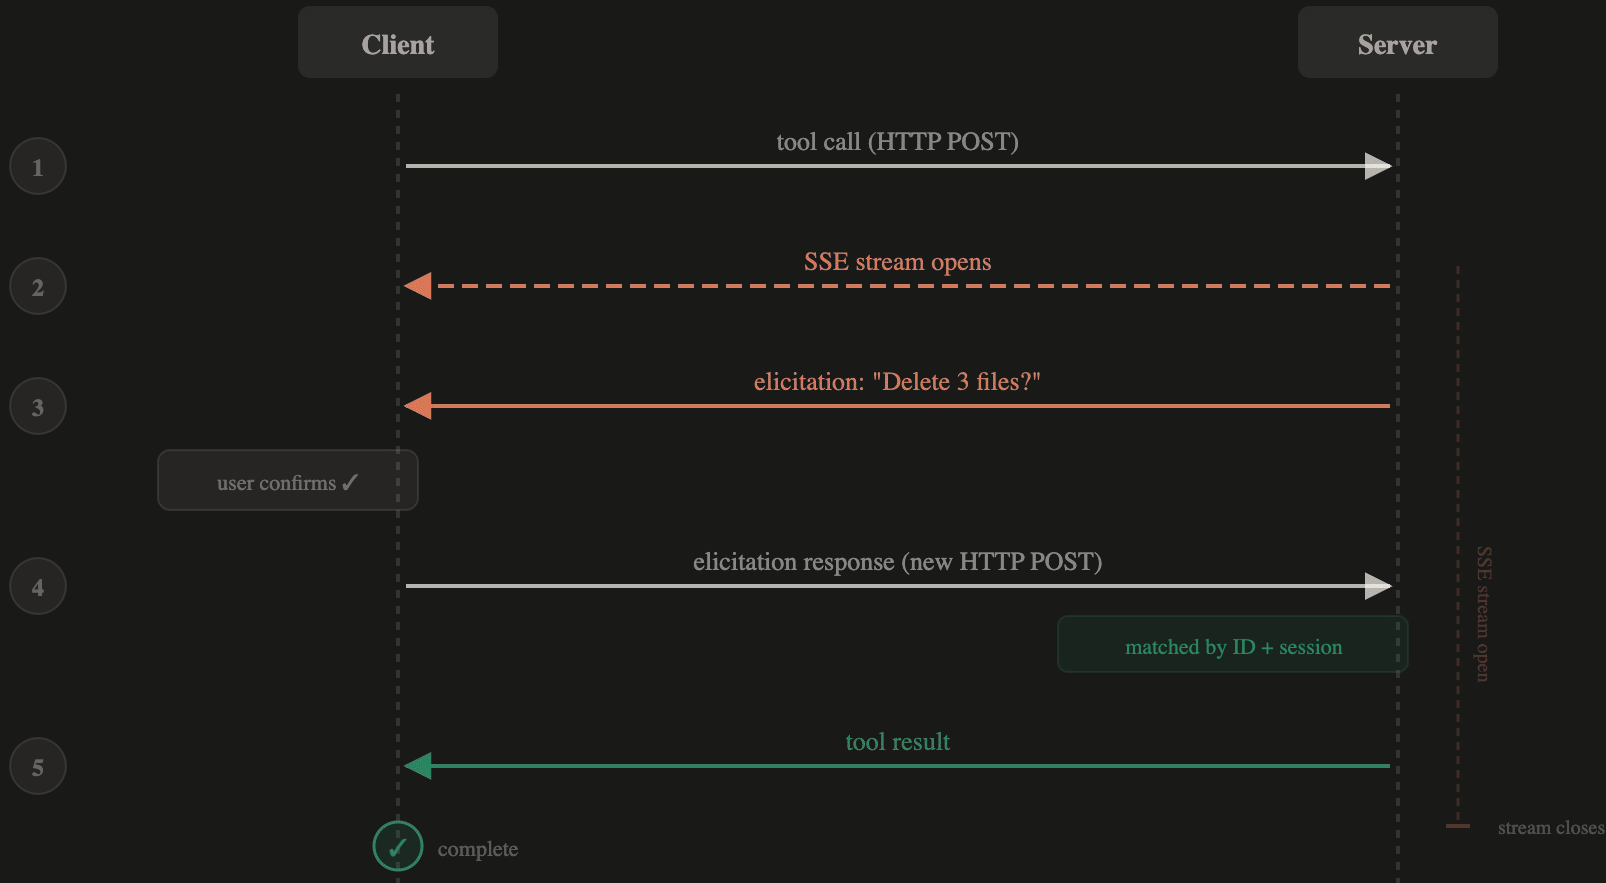 Client
Server
1
tool call (HTTP POST)
2
SSE stream opens
3
elicitation: "Delete 3 files?"
user confirms ✓
4
elicitation response (new HTTP POST)
SSE stream open
matched by ID + session
5
tool result
stream closes
✓
complete